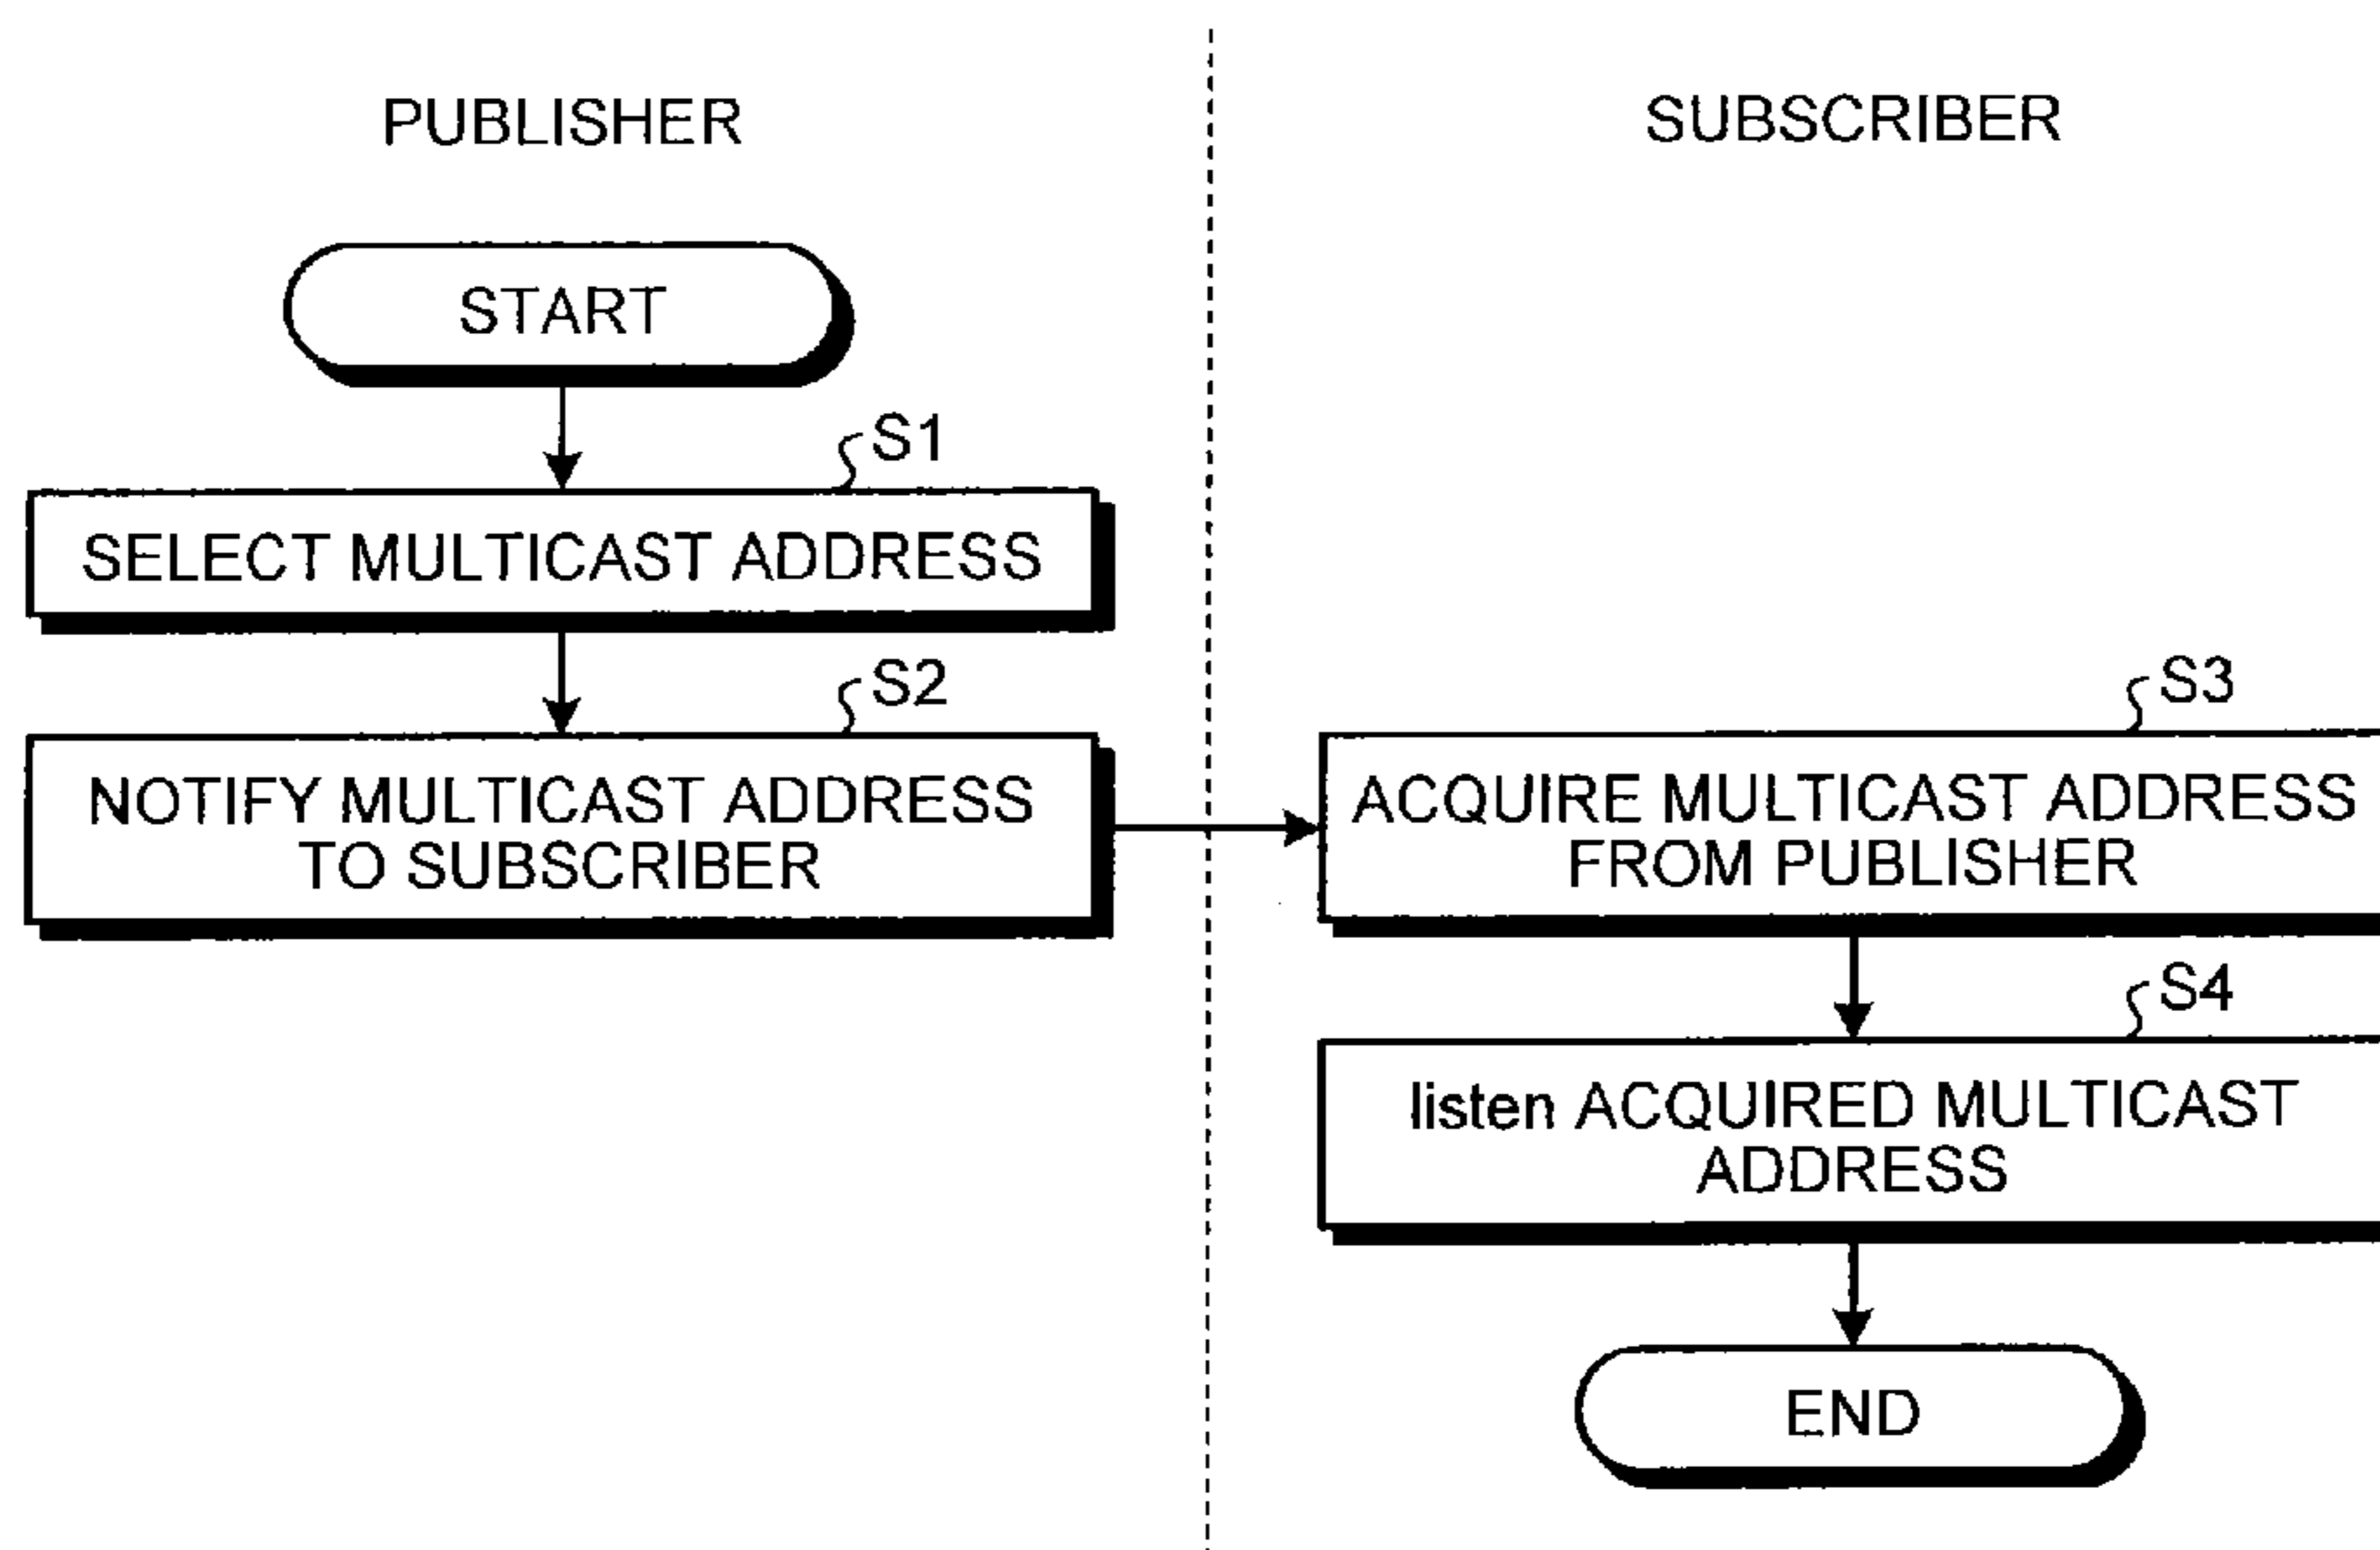 PUBLISHER
SUBSCRIBER
START
S1
SELECT MULTICAST ADDRESS
S2
NOTIFY MULTICAST ADDRESS
TO SUBSCRIBER
S3
ACQUIRE MULTICAST ADDRESS
FROM PUBLISHER
S4
listen ACQUIRED MULTICAST
ADDRESS
END